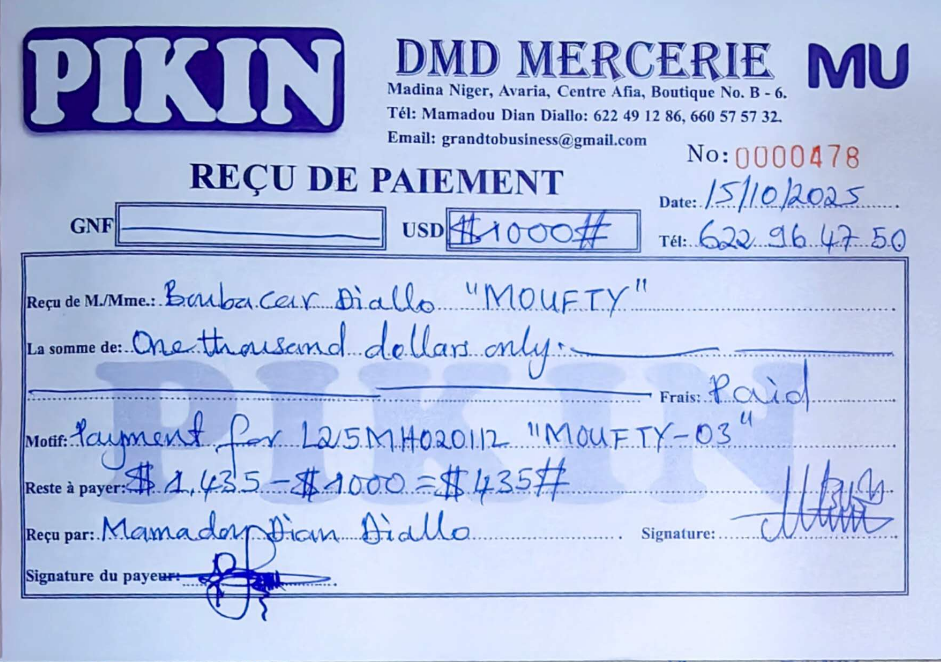 PIKIN
DMD MERCERIE
MU
Madina Niger, Avaria, Centre Afia, Boutique No. B - 6.
Tél: Mamadou Dian Diallo: 622 49 12 86, 660 57 57 32.
Email: grandtobusiness@gmail.com
No: 0000478
REÇU DE PAIEMENT
Date: 15/10/2025
GNF
USD $1000#
Tél: 622 96 47 50
Reçu de M./Mme.: Boubacar Diallo "MOUFTY"
La somme de: One thousand dollars only.
Frais: Paid
Motif: Payment for L25MH020112 "MOUFTY-03"
Reste à payer: $1,435 - $1000 = $435#
Reçu par: Mamadou Dian Diallo
Signature:
Signature du payeur:
PIKIN